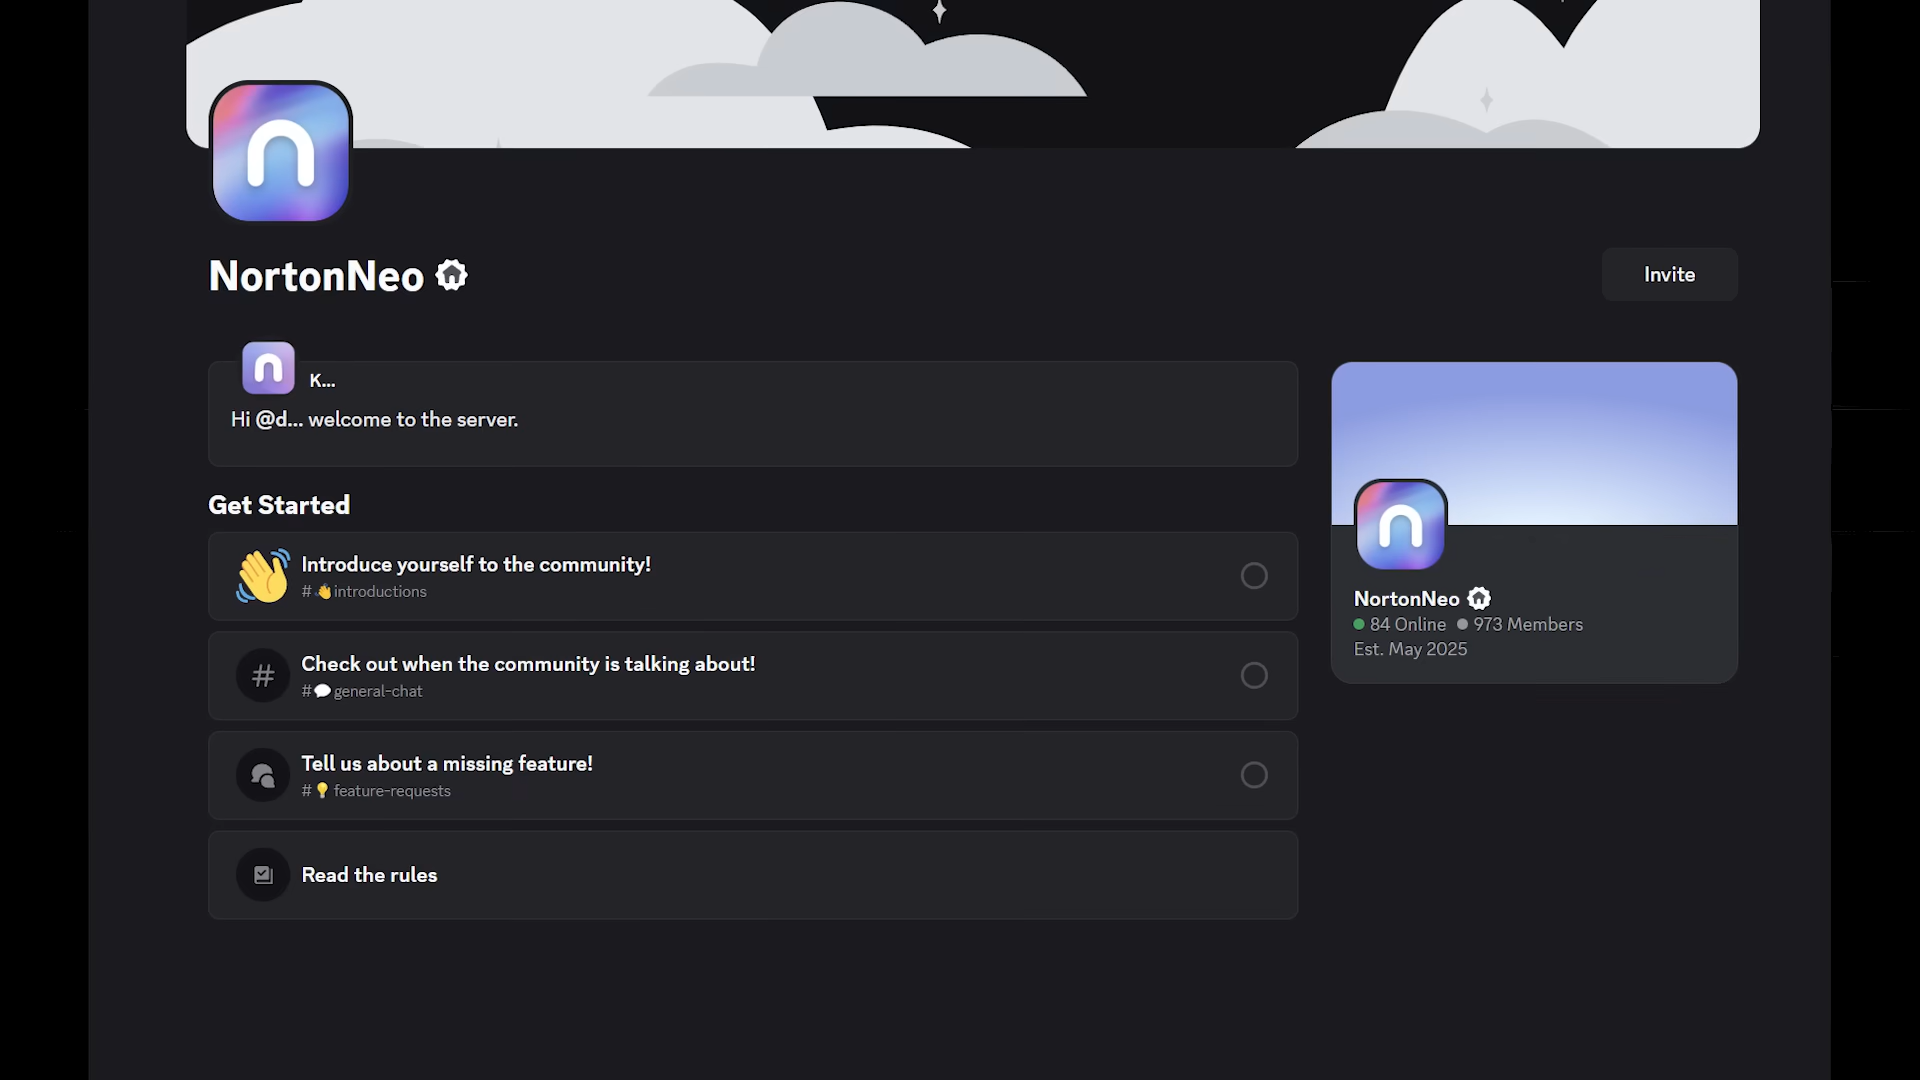 NortonNeo
Invite
K...
Hi @d... welcome to the server.
Get Started
Introduce yourself to the community!
# 👋introductions
Check out when the community is talking about!
# 💬general-chat
Tell us about a missing feature!
# 💡feature-requests
Read the rules
NortonNeo
84 Online 973 Members
Est. May 2025